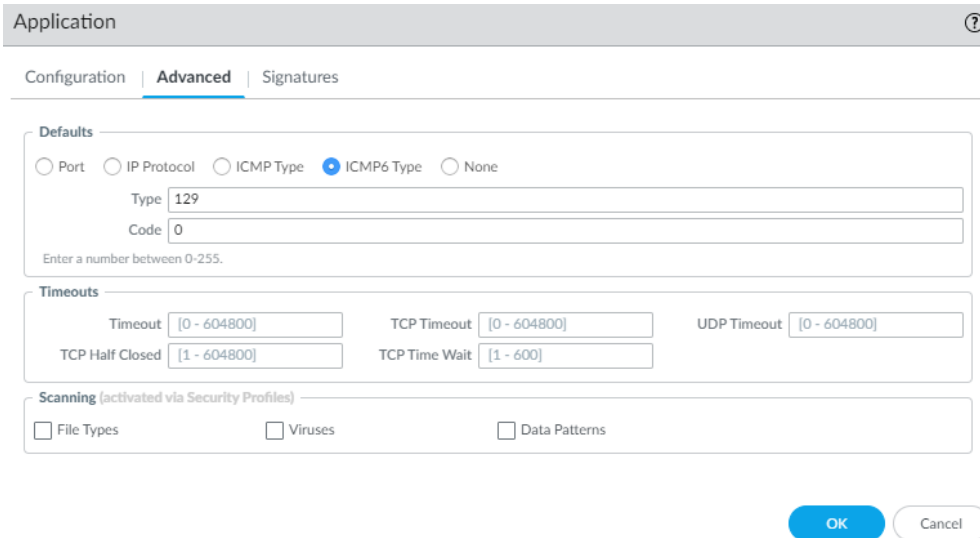 Application
Configuration | Advanced | Signatures
Defaults
Port IP Protocol ICMP Type ICMP6 Type None
Type 129
Code 0
Enter a number between 0-255.
Timeouts
Timeout [0 - 604800] TCP Timeout [0 - 604800] UDP Timeout [0 - 604800]
TCP Half Closed [1 - 604800] TCP Time Wait [1 - 600]
Scanning (activated via Security Profiles)
File Types Viruses Data Patterns
OK Cancel